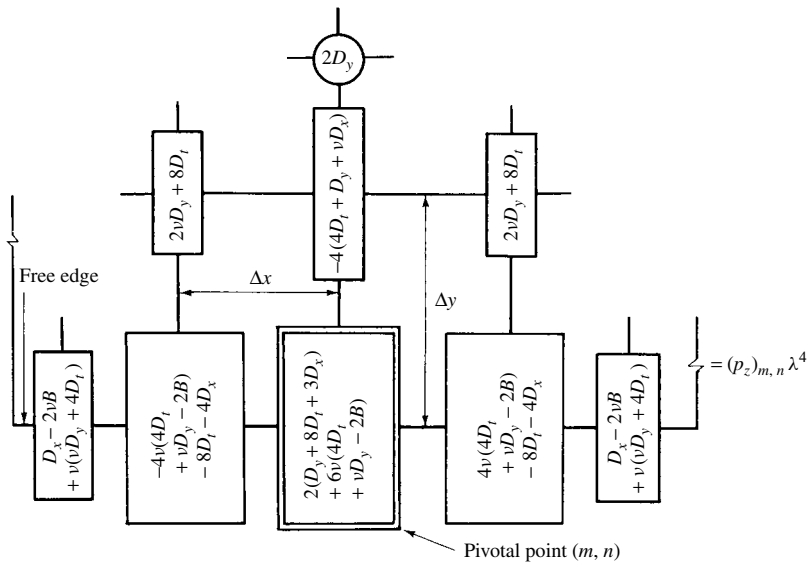 2D_y
2νD_y + 8D_t
−4(4D_t + D_y + νD_x)
2νD_y + 8D_t
Free edge
Δx
Δy
D_x − 2νB
+ ν(νD_y + 4D_t)
−4ν(4D_t
+ νD_y − 2B)
− 8D_t − 4D_x
2(D_y + 8D_t + 3D_x)
+ 6ν(4D_t
+ νD_y − 2B)
4ν(4D_t
+ νD_y − 2B)
− 8D_t − 4D_x
D_x − 2νB
+ ν(νD_y + 4D_t)
= (p_z)_{m, n} λ^4
Pivotal point (m, n)